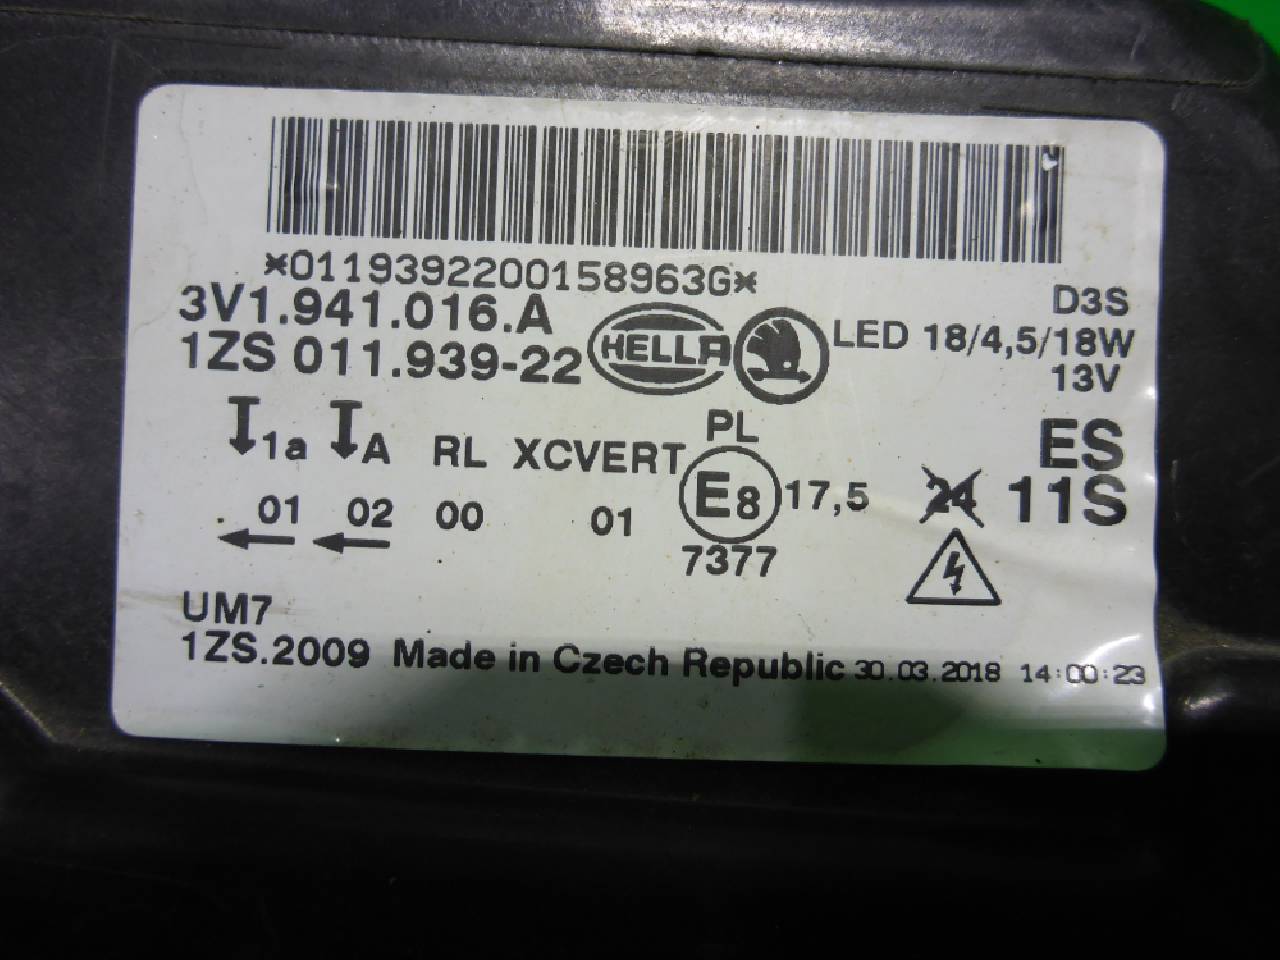 *0119392200158963G*
3V1.941.016.A
1ZS 011.939-22
HELLA
D3S
LED 18/4,5/18W
13V
1a A RL XCVERT PL
ES
01 02 00 01 E8 17,5 24 11S
7377
UM7
1ZS.2009 Made in Czech Republic 30.03.2018 14:00:23